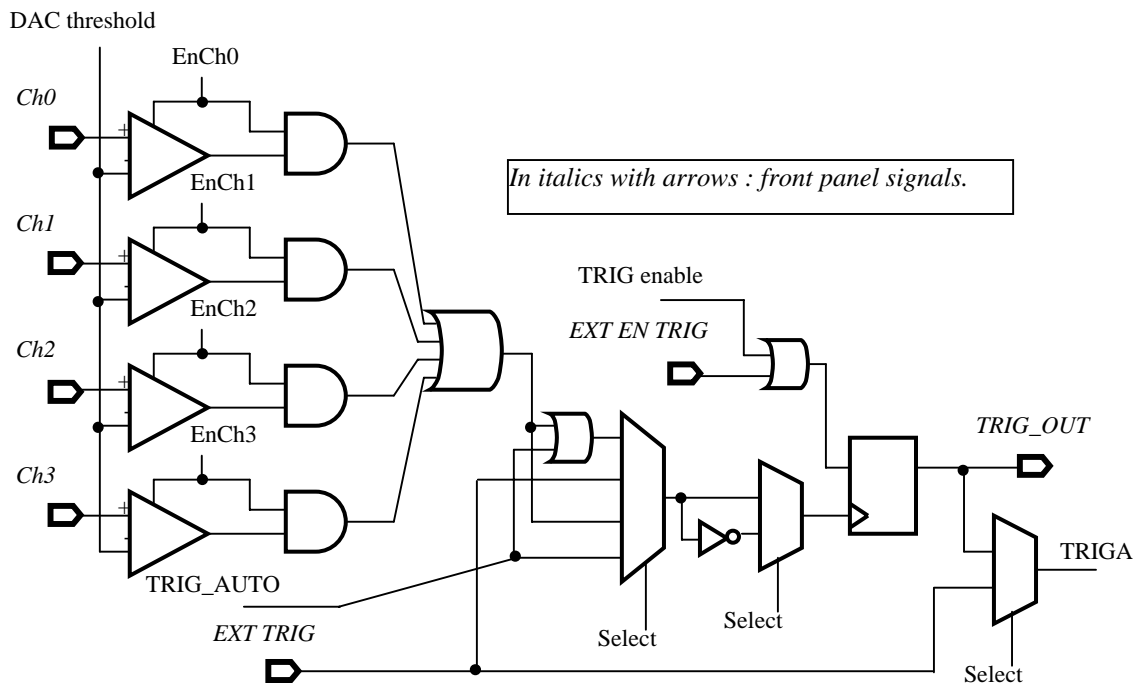 DAC threshold
EnCh0
Ch0
+
-
EnCh1
In italics with arrows : front panel signals.
Ch1
+
-
TRIG enable
EnCh2
EXT EN TRIG
Ch2
+
-
EnCh3
TRIG_OUT
Ch3
+
-
TRIGA
TRIG_AUTO
EXT TRIG
Select
Select
Select